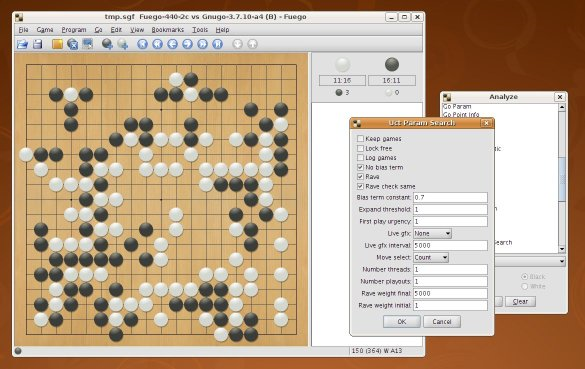 tmp.sgf Fuego-440-2c vs Gnugo-3.7.10-a4 (B) - Fuego
File Game Program Go Edit View Bookmarks Tools Help
11:16 16:11
3 0
150 (364) W A13
Analyze
Go Param
Go Point Info
Uct Param Search
Keep games
Lock free
Log games
No bias term
Rave
Rave check same
Bias term constant: 0.7
Expand threshold: 1
First play urgency: 1
Live gfx: None
Live gfx interval: 5000
Move select: Count
Number threads: 1
Number playouts: 1
Rave weight final: 5000
Rave weight initial: 1
OK Cancel
Search
Black
White
Clear